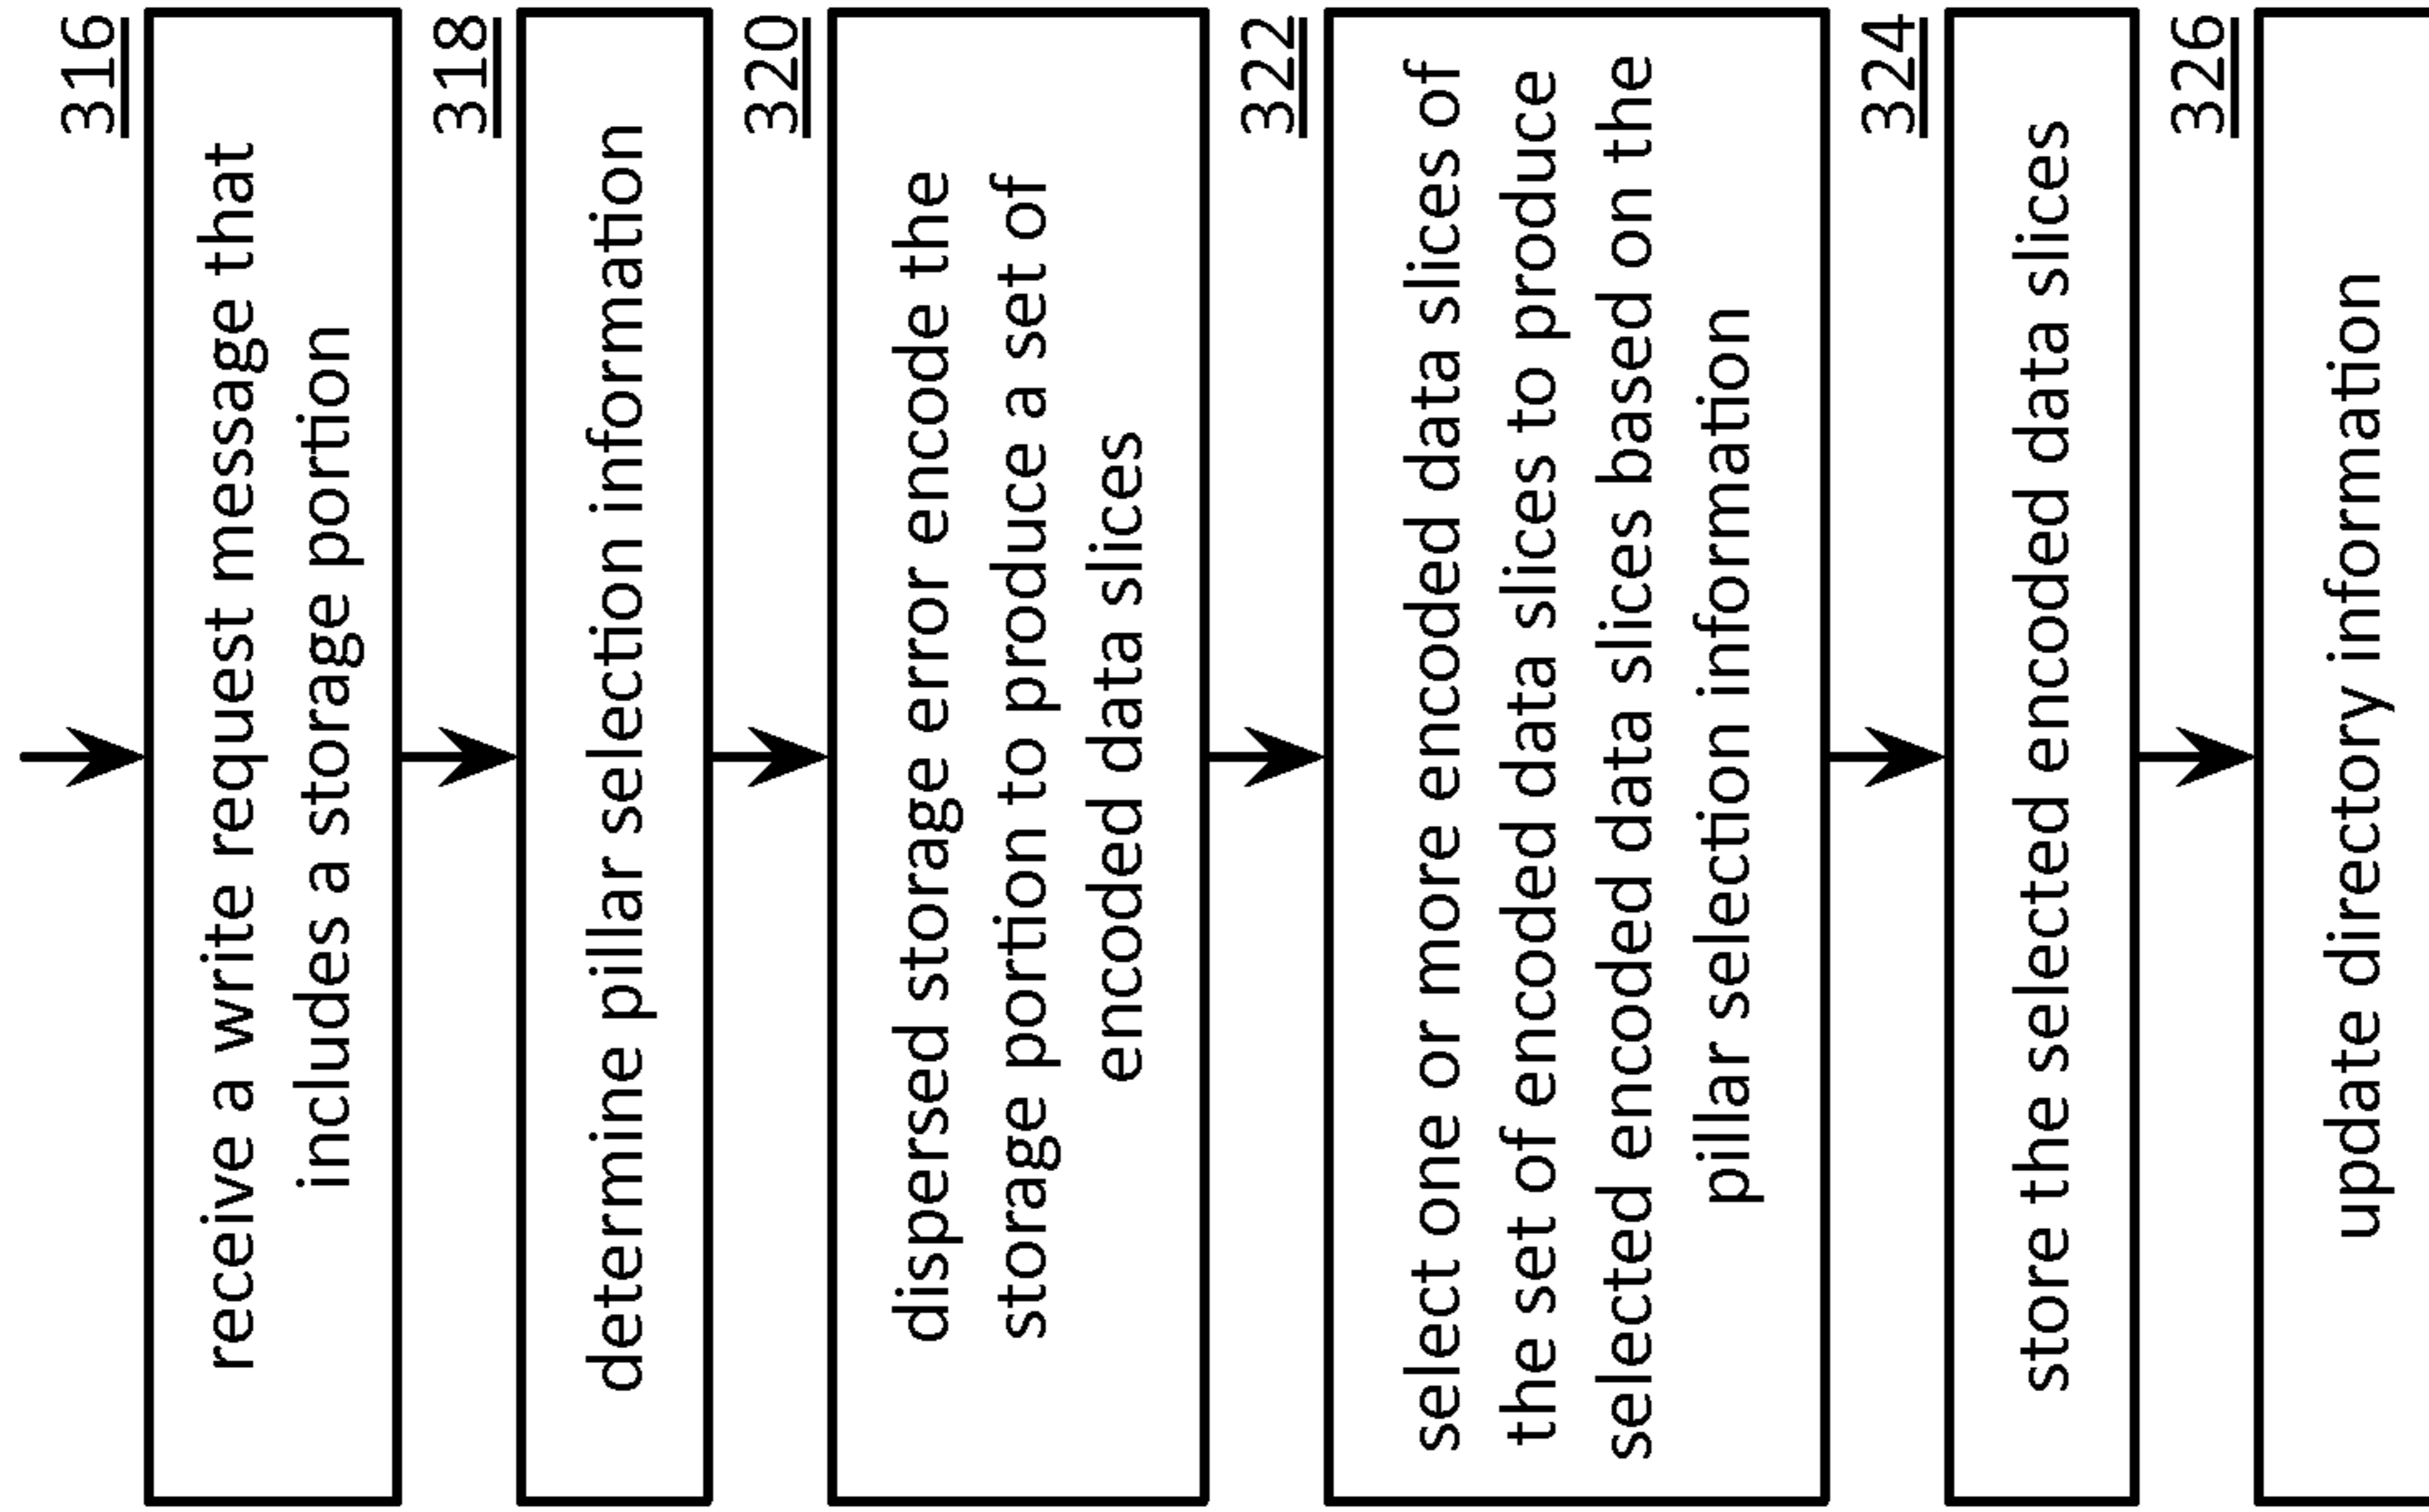 316
receive a write request message that
includes a storage portion
318
determine pillar selection information
320
dispersed storage error encode the
storage portion to produce a set of
encoded data slices
322
select one or more encoded data slices of
the set of encoded data slices to produce
selected encoded data slices based on the
pillar selection information
324
store the selected encoded data slices
326
update directory information